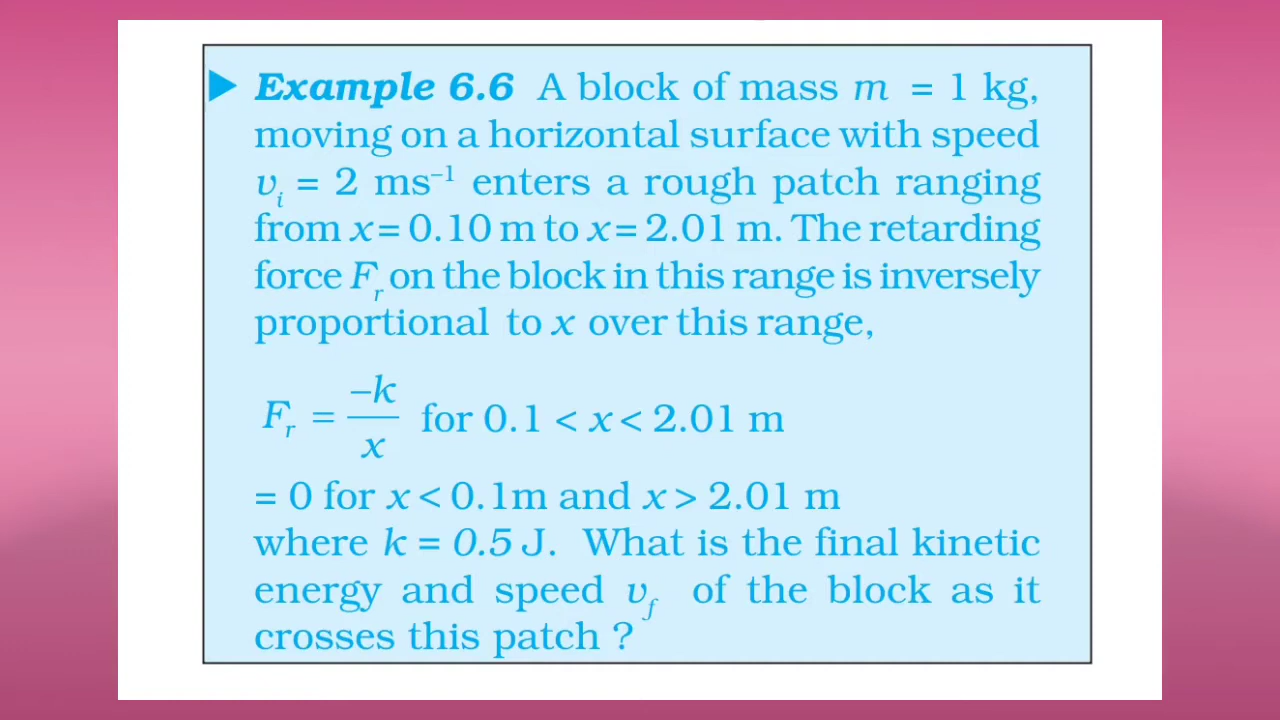 Example 6.6 A block of mass m = 1 kg,
moving on a horizontal surface with speed
vᵢ = 2 ms⁻¹ enters a rough patch ranging
from x = 0.10 m to x = 2.01 m. The retarding
force Fᵣ on the block in this range is inversely
proportional to x over this range,
Fᵣ = –k/x for 0.1 < x < 2.01 m
= 0 for x < 0.1m and x > 2.01 m
where k = 0.5 J. What is the final kinetic
energy and speed v_f of the block as it
crosses this patch ?